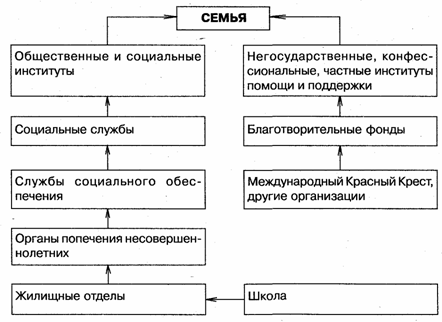 СЕМЬЯ
Общественные и социальные
институты
Негосударственные, конфес-
сиональные, частные институты
помощи и поддержки
Социальные службы
Благотворительные фонды
Службы социального обес-
печения
Международный Красный Крест,
другие организации
Органы попечения несовершен-
нолетних
Жилищные отделы
Школа